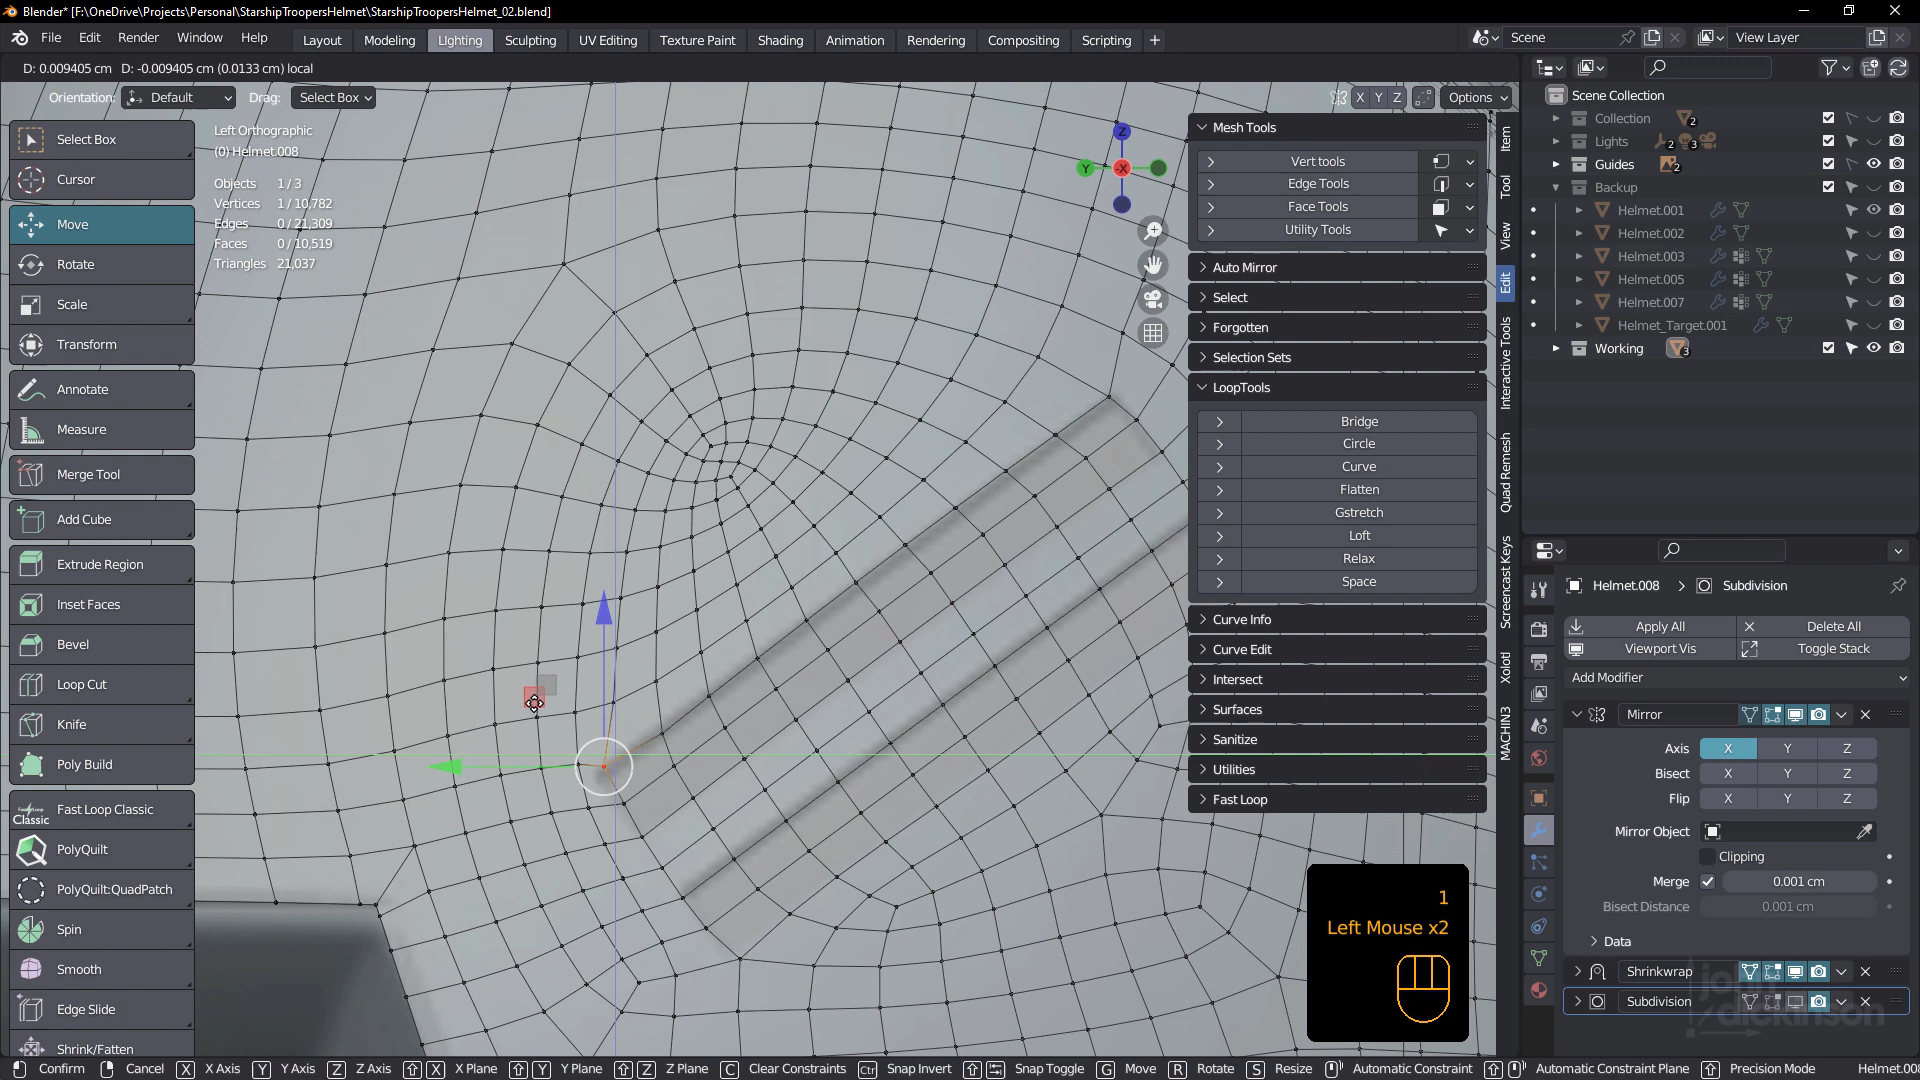 Blender* [F:\OneDrive\Projects\Personal\StarshipTroopersHelmet\StarshipTroopersHelmet_02.blend]
File Edit Render Window Help Layout Modeling Lighting Sculpting UV Editing Texture Paint Shading Animation Rendering Compositing Scripting + Scene View Layer
D: 0.009405 cm D: -0.009405 cm (0.0133 cm) local
Orientation: Default Drag: Select Box X Y Z Options
Select Box
Cursor
Move
Rotate
Scale
Transform
Annotate
Measure
Merge Tool
Add Cube
Extrude Region
Inset Faces
Bevel
Loop Cut
Knife
Poly Build
Fast Loop Classic
Classic
PolyQuilt
PolyQuilt:QuadPatch
Spin
Smooth
Edge Slide
Shrink/Fatten
Left Orthographic
(0) Helmet.008
Objects 1 / 3
Vertices 1 / 10,782
Edges 0 / 21,309
Faces 0 / 10,519
Triangles 21,037
Z
Y
-X
Mesh Tools
Vert tools
Edge Tools
Face Tools
Utility Tools
Auto Mirror
Select
Forgotten
Selection Sets
LoopTools
Bridge
Circle
Curve
Flatten
Gstretch
Loft
Relax
Space
Curve Info
Curve Edit
Intersect
Surfaces
Sanitize
Utilities
Fast Loop
Item
Tool
View
Edit
Interactive Tools
Quad Remesh
Screencast Keys
Xolotl
MACHIN3
1
Left Mouse x2
Scene Collection
Collection 2
Lights 2 3
Guides 2
Backup
Helmet.001
Helmet.002
Helmet.003
Helmet.005
Helmet.007
Helmet_Target.001
Working 3
Helmet.008 > Subdivision
Apply All Delete All
Viewport Vis Toggle Stack
Add Modifier
Mirror
Axis X Y Z
Bisect X Y Z
Flip X Y Z
Mirror Object
Clipping
Merge 0.001 cm
Bisect Distance 0.001 cm
Data
Shrinkwrap
Subdivision
john
dickinson
Confirm Cancel X X Axis Y Y Axis Z Z Axis X X Plane Y Y Plane Z Z Plane C Clear Constraints Ctrl Snap Invert Snap Toggle G Move R Rotate S Resize Automatic Constraint Automatic Constraint Plane Precision Mode Helmet.00